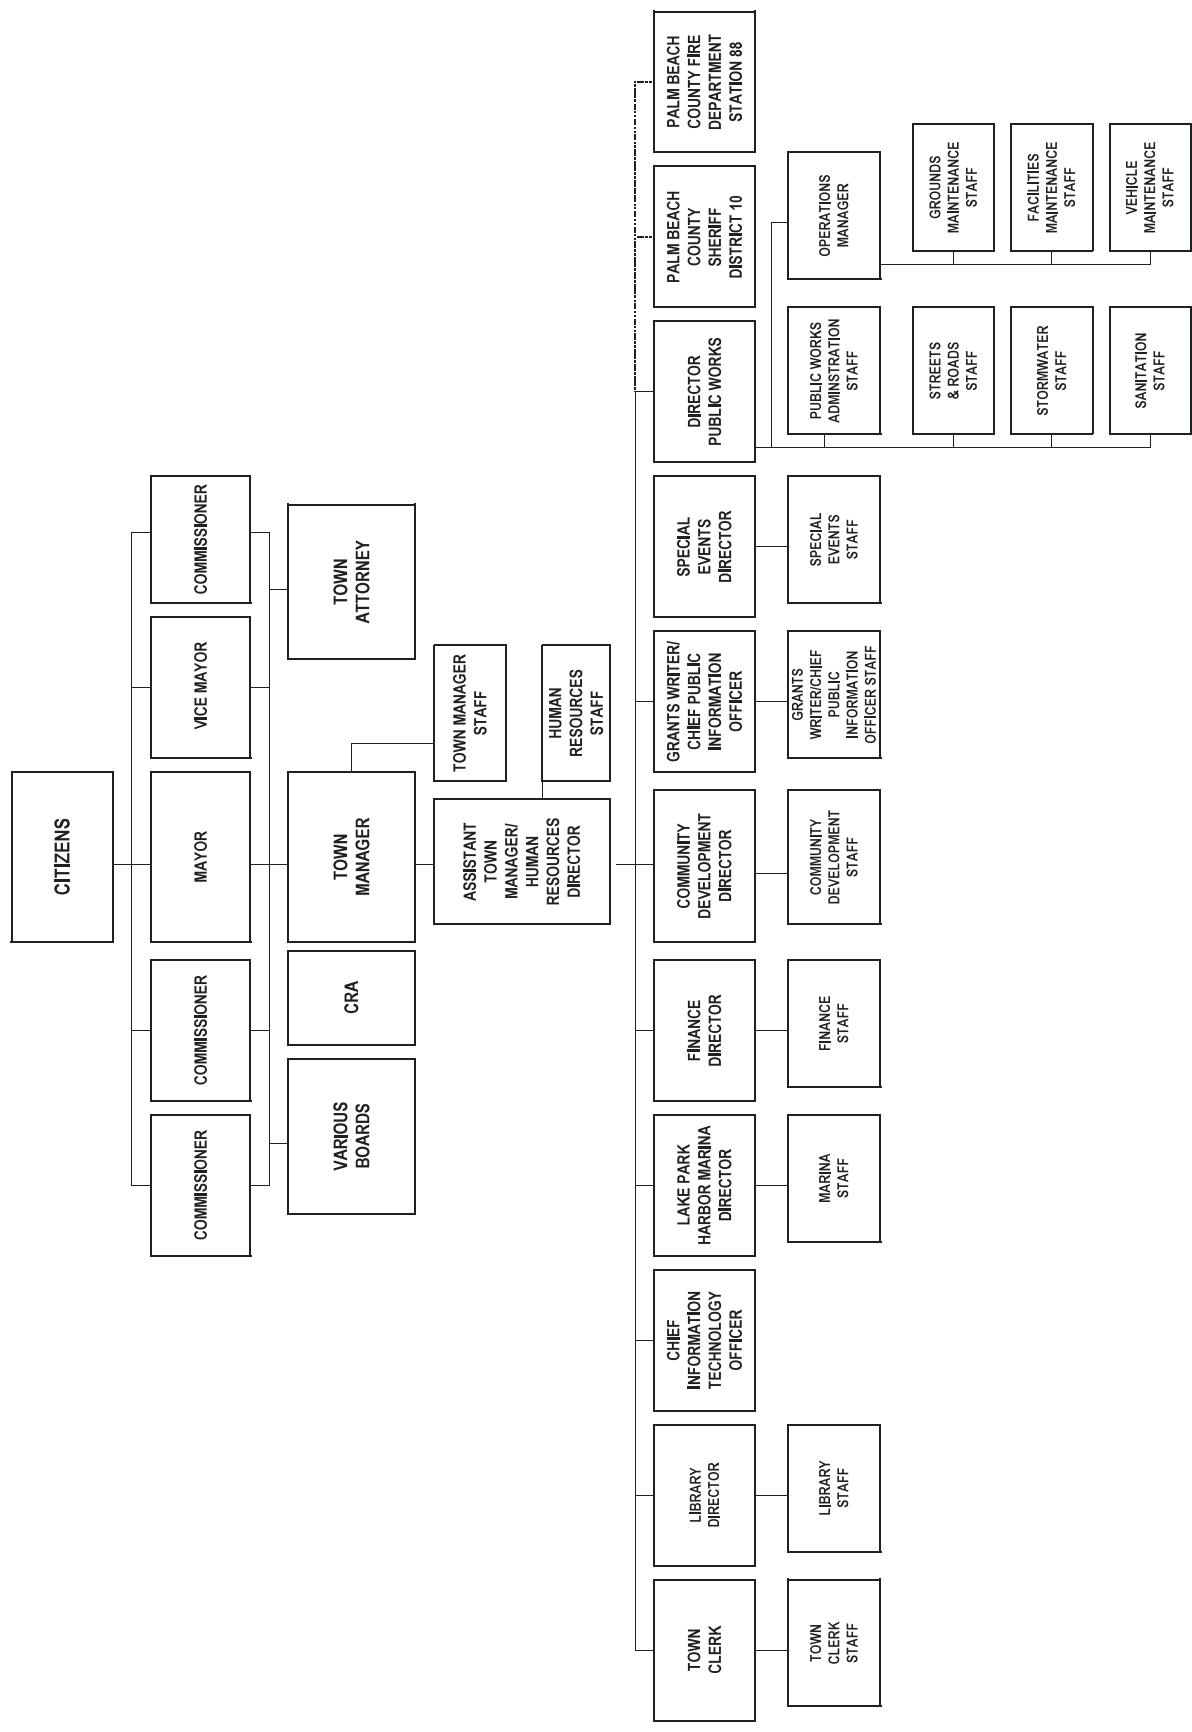 CITIZENS
COMMISSIONER
COMMISSIONER
MAYOR
VICE MAYOR
COMMISSIONER
VARIOUS
BOARDS
CRA
TOWN
MANAGER
TOWN
ATTORNEY
ASSISTANT
TOWN
MANAGER/
HUMAN
RESOURCES
DIRECTOR
TOWN MANAGER
STAFF
HUMAN
RESOURCES
STAFF
TOWN
CLERK
LIBRARY
DIRECTOR
CHIEF
INFORMATION
TECHNOLOGY
OFFICER
LAKE PARK
HARBOR MARINA
DIRECTOR
FINANCE
DIRECTOR
COMMUNITY
DEVELOPMENT
DIRECTOR
GRANTS WRITER/
CHIEF PUBLIC
INFORMATION
OFFICER
SPECIAL
EVENTS
DIRECTOR
DIRECTOR
PUBLIC WORKS
PALM BEACH
COUNTY
SHERIFF
DISTRICT 10
PALM BEACH
COUNTY FIRE
DEPARTMENT
STATION 88
TOWN
CLERK
STAFF
LIBRARY
STAFF
MARINA
STAFF
FINANCE
STAFF
COMMUNITY
DEVELOPMENT
STAFF
GRANTS
WRITER/CHIEF
PUBLIC
INFORMATION
OFFICER STAFF
SPECIAL
EVENTS
STAFF
PUBLIC WORKS
ADMINSTRATION
STAFF
OPERATIONS
MANAGER
STREETS
& ROADS
STAFF
GROUNDS
MAINTENANCE
STAFF
STORMWATER
STAFF
FACILITIES
MAINTENANCE
STAFF
SANITATION
STAFF
VEHICLE
MAINTENANCE
STAFF